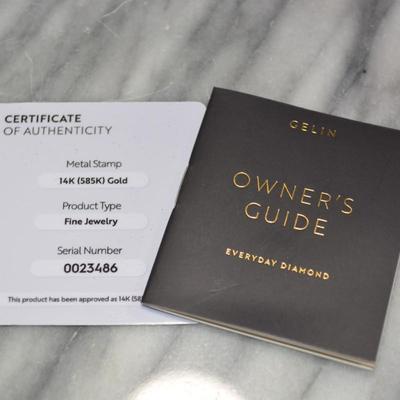 CERTIFICATE
OF AUTHENTICITY
Metal Stamp
14K (585K) Gold
Product Type
Fine Jewelry
Serial Number
0023486
This product has been approved as 14K (58
GELIN
OWNER'S
GUIDE
EVERYDAY DIAMOND